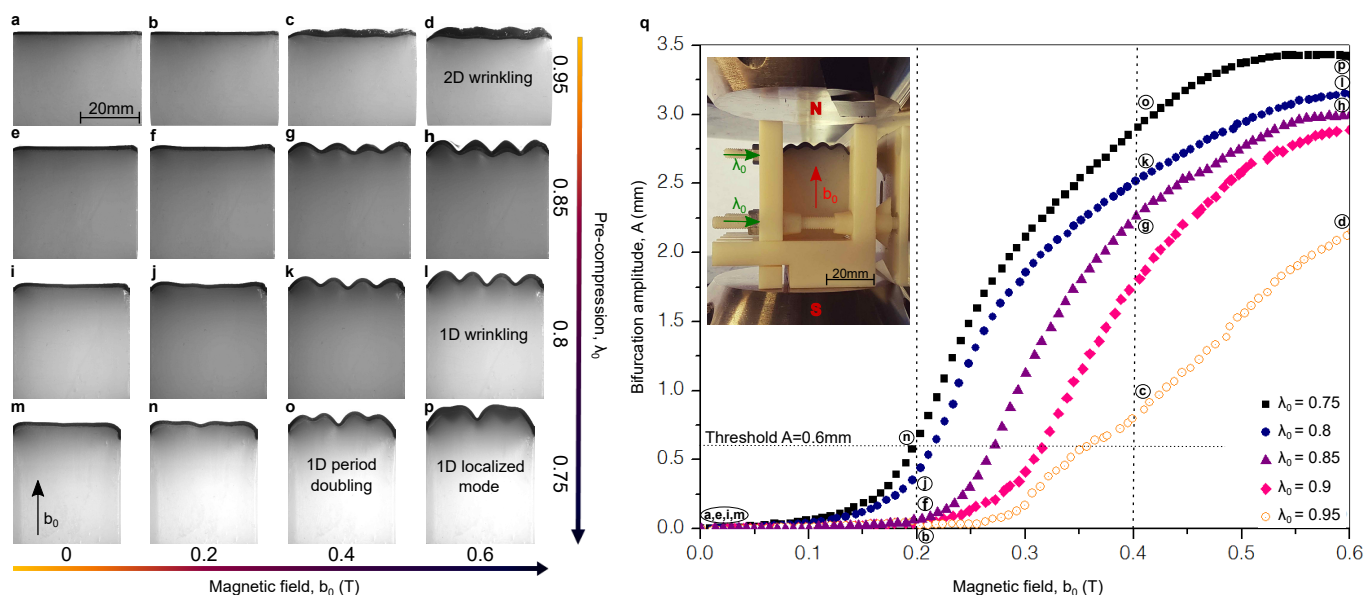 a
b
c
d
2D wrinkling
20mm
0.95
e
f
g
h
0.85
i
j
k
l
1D wrinkling
0.8
m
n
o
p
1D period
doubling
1D localized
mode
b₀
0.75
Pre-compression, λ₀
0
0.2
0.4
0.6
Magnetic field, b₀ (T)
q
3.5
3.0
2.5
2.0
1.5
1.0
0.5
0.0
Bifurcation amplitude, A (mm)
N
λ₀
λ₀
b₀
20mm
S
Threshold A=0.6mm
a,e,i,m
n
j
f
b
o
k
g
c
p
l
h
d
λ₀ = 0.75
λ₀ = 0.8
λ₀ = 0.85
λ₀ = 0.9
λ₀ = 0.95
0.0
0.1
0.2
0.3
0.4
0.5
0.6
Magnetic field, b₀ (T)